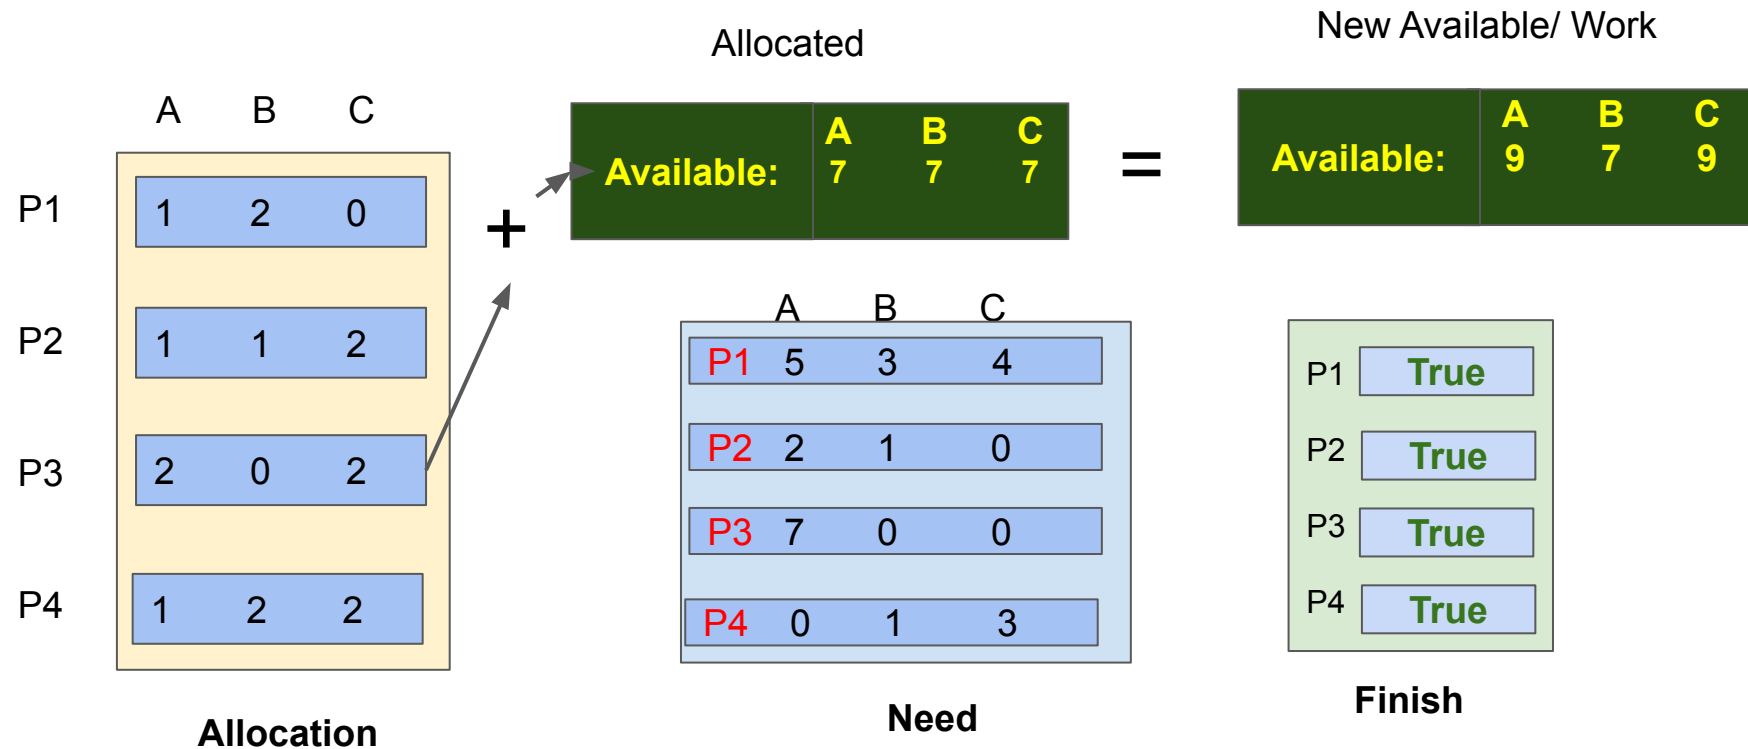 Allocated
New Available/ Work
A B C
P1 1 2 0
P2 1 1 2
P3 2 0 2
P4 1 2 2
Allocation
+
A B C
Available: 7 7 7
=
A B C
Available: 9 7 9
A B C
P1 5 3 4
P2 2 1 0
P3 7 0 0
P4 0 1 3
Need
P1 True
P2 True
P3 True
P4 True
Finish